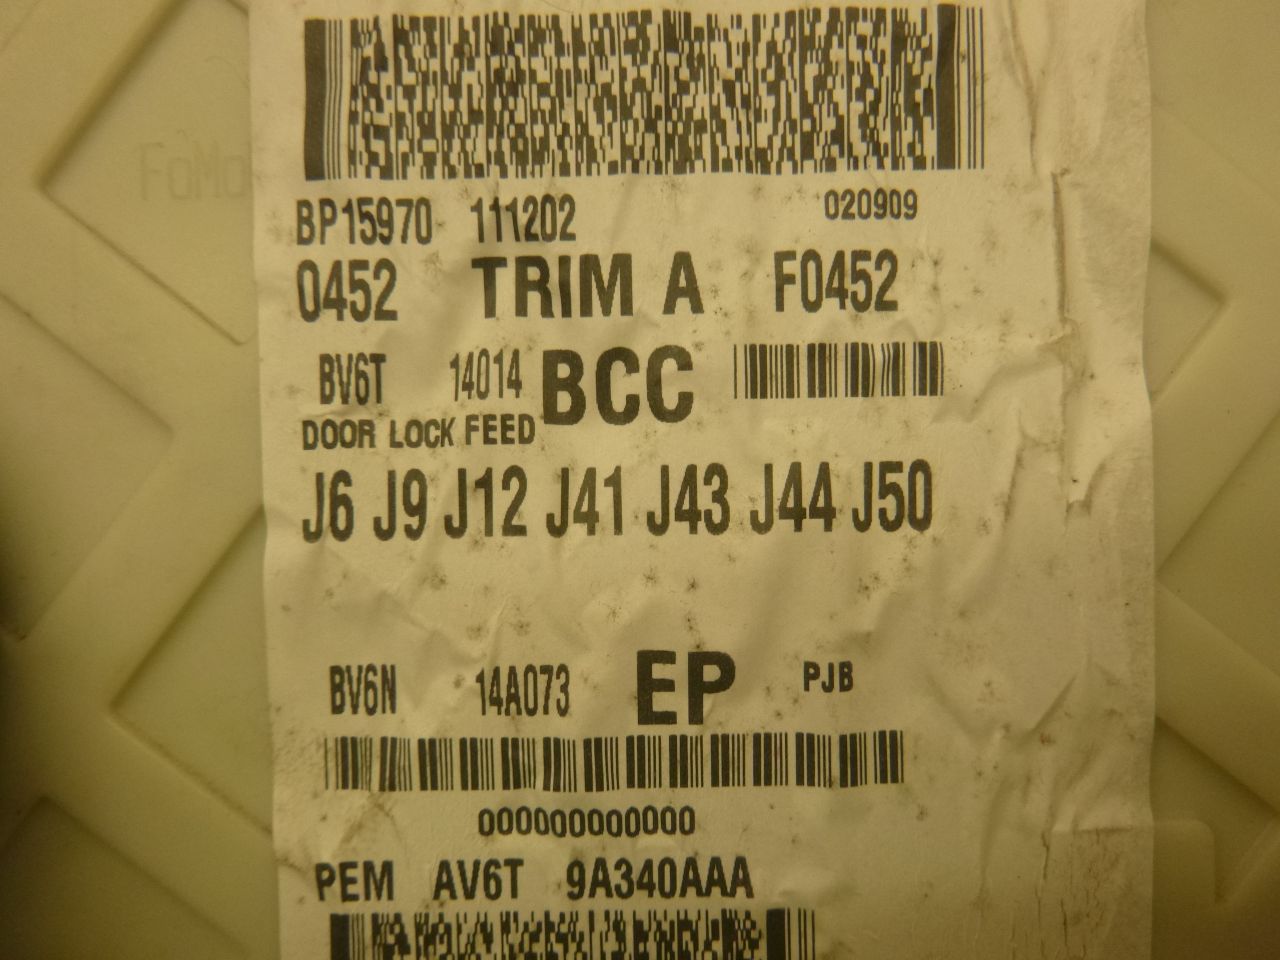 BP15970 111202 020909
0452 TRIM A F0452
BV6T 14014 BCC
DOOR LOCK FEED
J6 J9 J12 J41 J43 J44 J50
BV6N 14A073 EP PJB
000000000000
PEM AV6T 9A340AAA